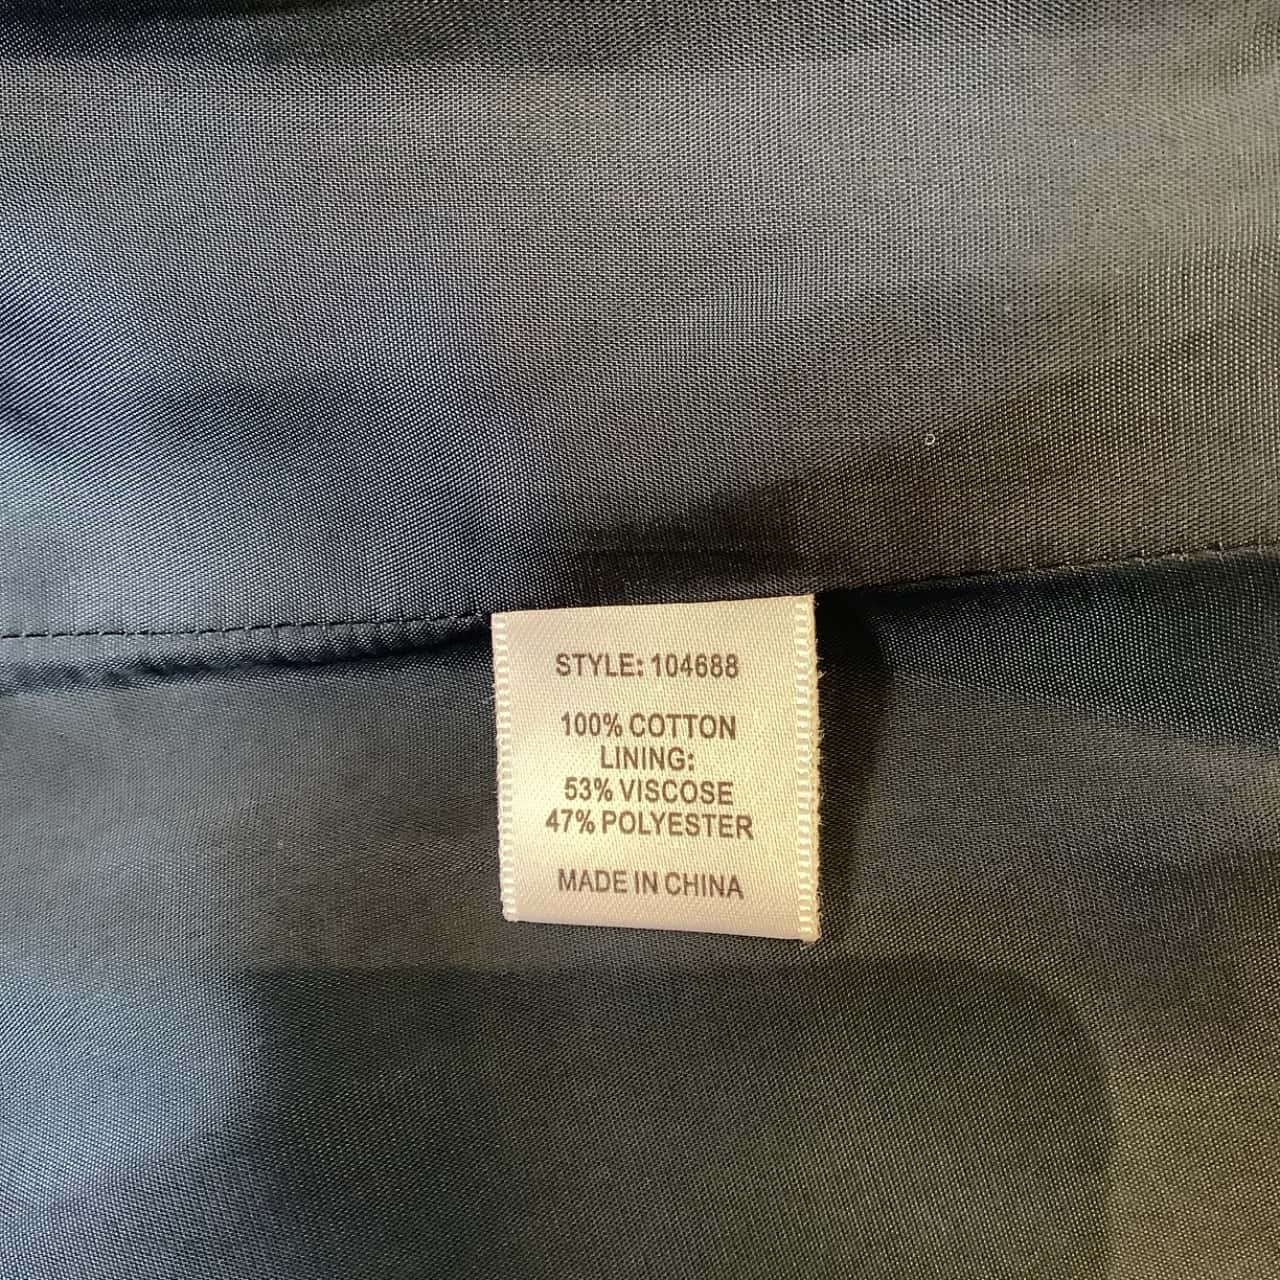 STYLE: 104688
100% COTTON
LINING:
53% VISCOSE
47% POLYESTER
MADE IN CHINA